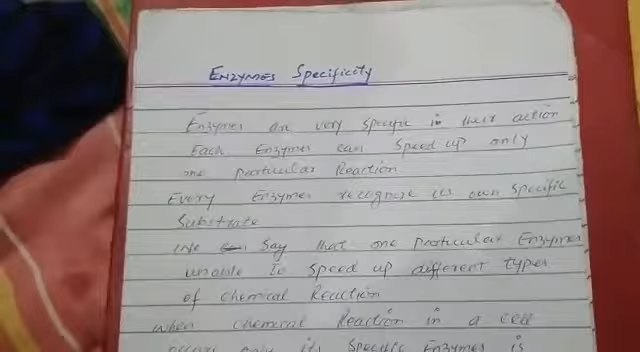 Enzymes Specificity
Enzymes are very specific in their action
Each Enzymes can speed up only
one particular Reaction
Every Enzymes recognize its own specific
Substrate
We say that one particular Enzymes
unable to speed up different types
of chemical Reaction
when chemical Reaction in a cell
occurs only its specific Enzymes is